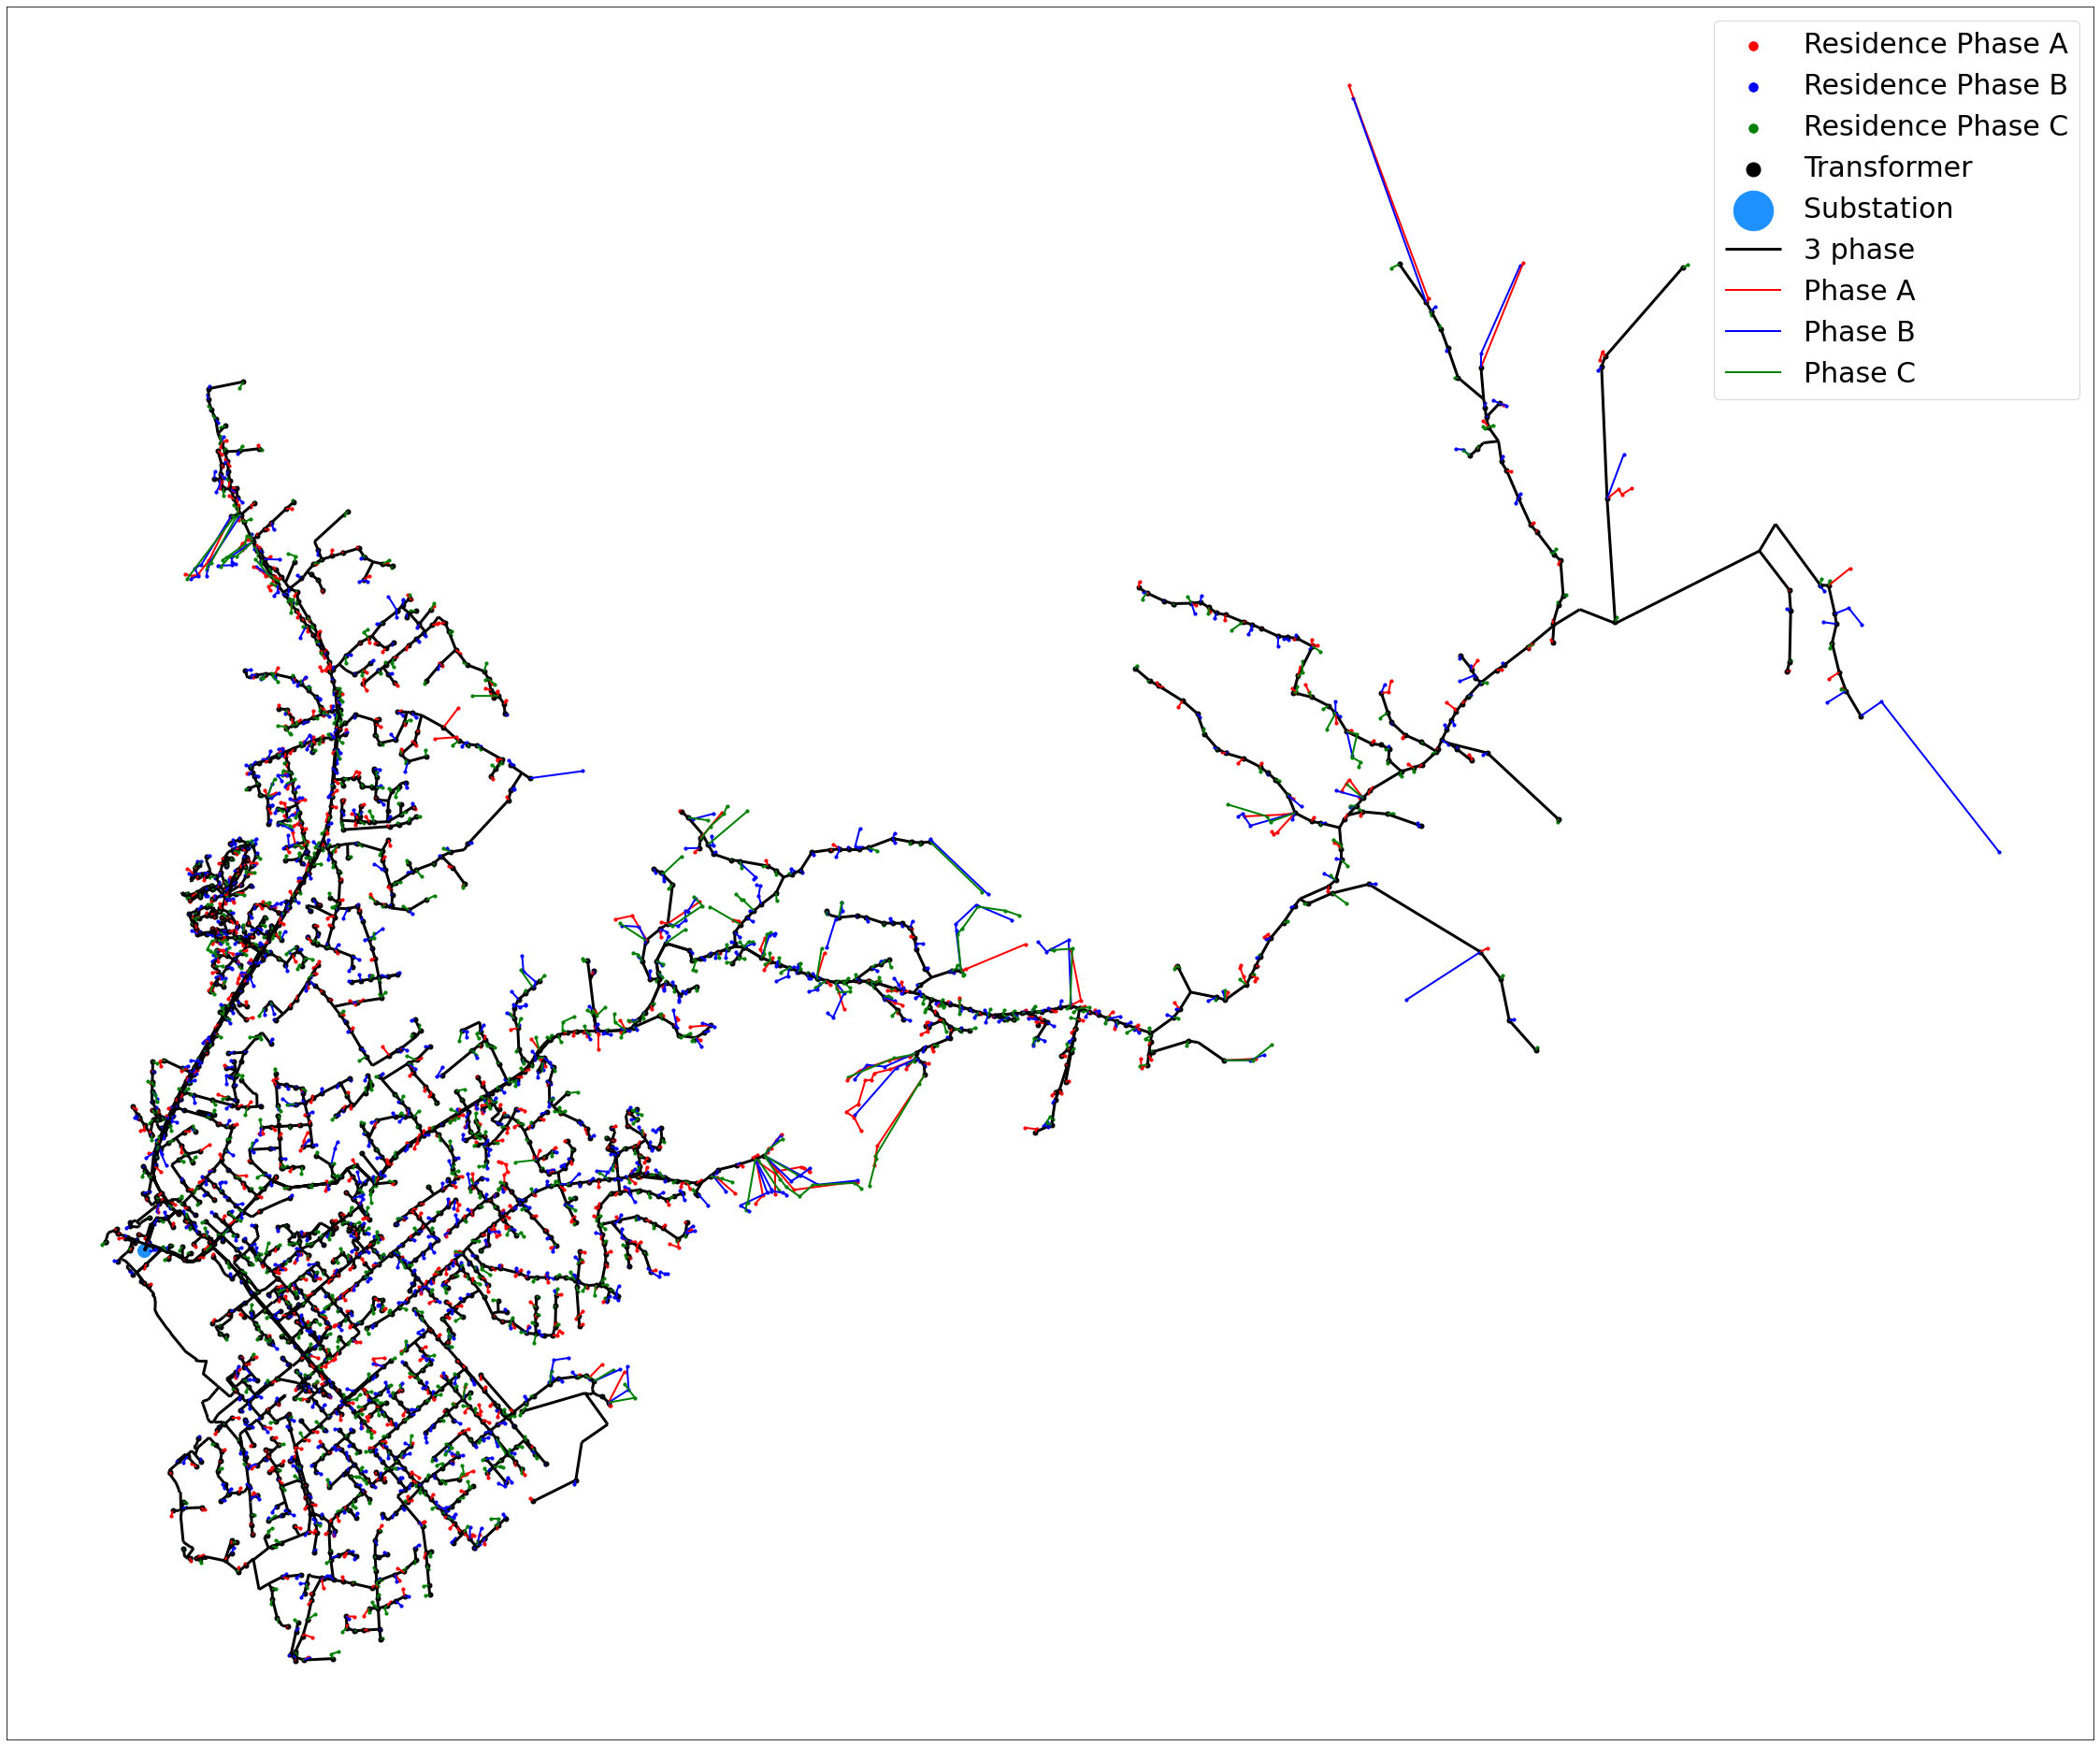 Residence Phase A
Residence Phase B
Residence Phase C
Transformer
Substation
3 phase
Phase A
Phase B
Phase C